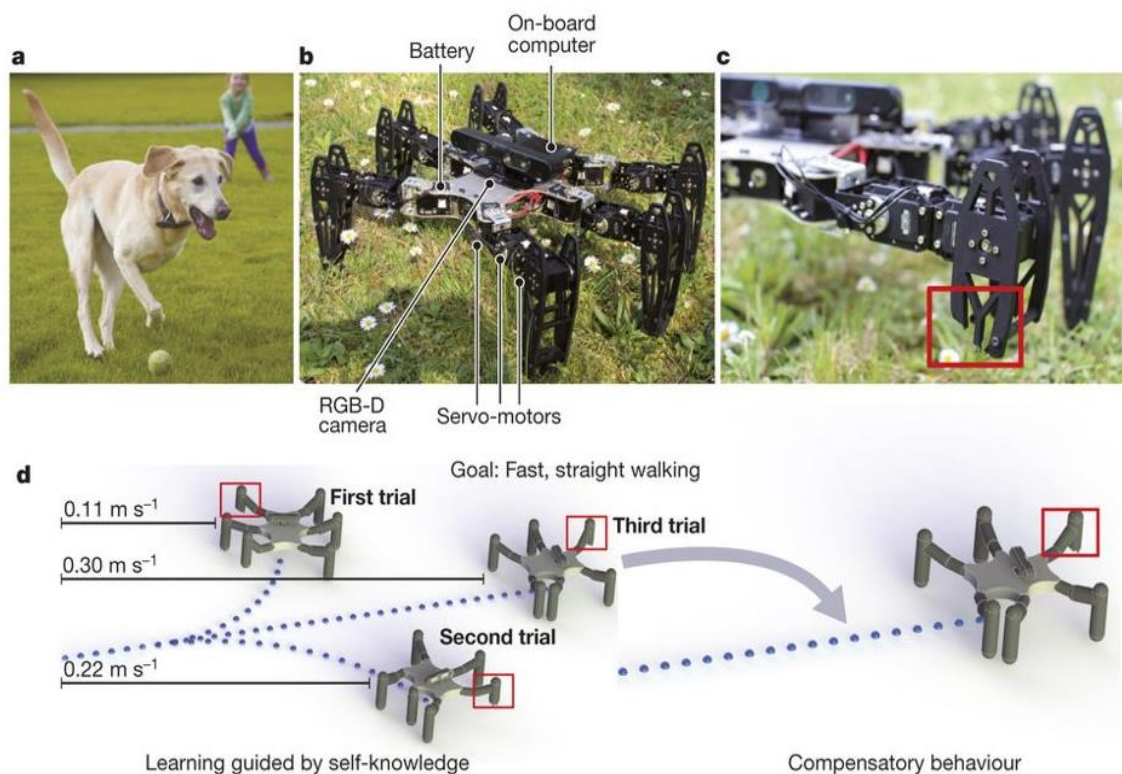 On-board
computer
a
Battery
b
c
RGB-D
camera
Servo-motors
d
Goal: Fast, straight walking
0.11 m s⁻¹
First trial
Third trial
0.30 m s⁻¹
Second trial
0.22 m s⁻¹
Learning guided by self-knowledge
Compensatory behaviour